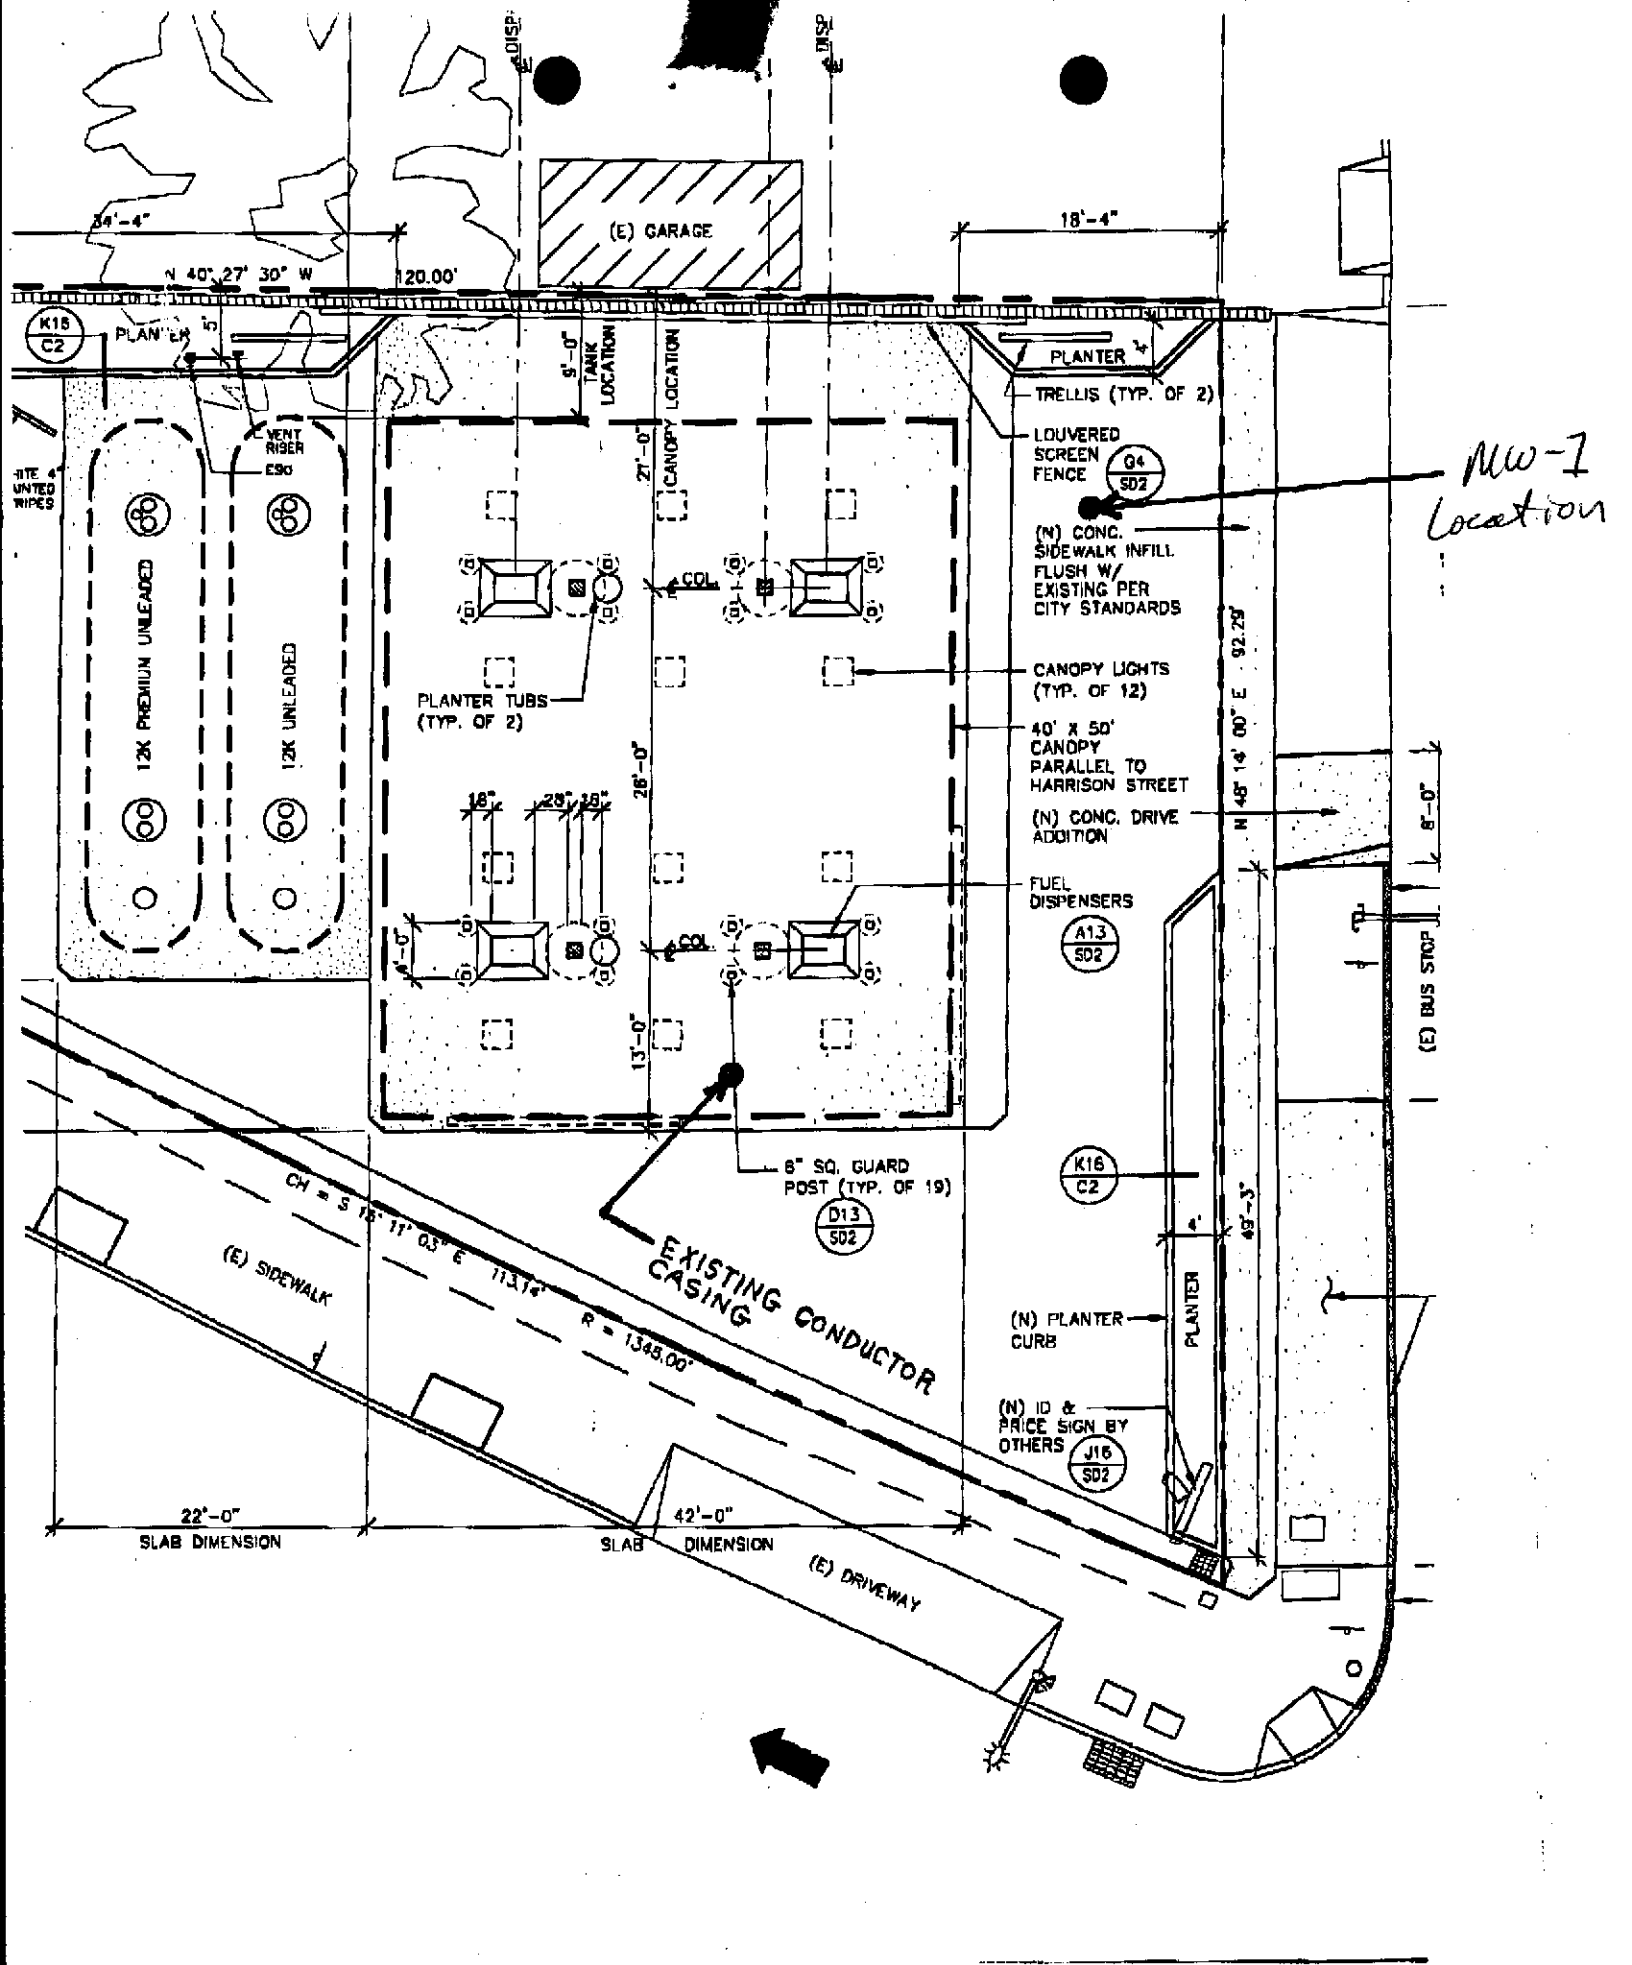 DISP
DISP
(E) GARAGE
34'-4"
18'-4"
N 40° 27' 30" W
120.00'
K15
C2
PLANTER
5'
9'-0"
TANK
LOCATION
CANOPY LOCATION
PLANTER
4'
TRELLIS (TYP. OF 2)
VENT
RISER
LOUVERED
SCREEN
FENCE
G4
SD2
MW-1
Location
21'-0"
(N) CONC.
SIDEWALK INFILL
FLUSH W/
EXISTING PER
CITY STANDARDS
12K PREMIUM UNLEADED
12K UNLEADED
COL.
N 48° 14' 00" E 92.29'
PLANTER TUBS
(TYP. OF 2)
CANOPY LIGHTS
(TYP. OF 12)
26'-0"
40' X 50'
CANOPY
PARALLEL TO
HARRISON STREET
18"
28"
18"
(N) CONC. DRIVE
ADDITION
8'-0"
FUEL
DISPENSERS
A13
SD2
COL
(E) BUS STOP
13'-0"
6" SQ. GUARD
POST (TYP. OF 19)
D13
SD2
K16
C2
4'
49'-3"
CH = S 15° 11' 03" E 113.14'
(E) SIDEWALK
EXISTING CONDUCTOR
CASING
R = 1345.00'
(N) PLANTER
CURB
PLANTER
(N) ID &
PRICE SIGN BY
OTHERS
J16
SD2
22'-0"
SLAB DIMENSION
42'-0"
SLAB DIMENSION
(E) DRIVEWAY